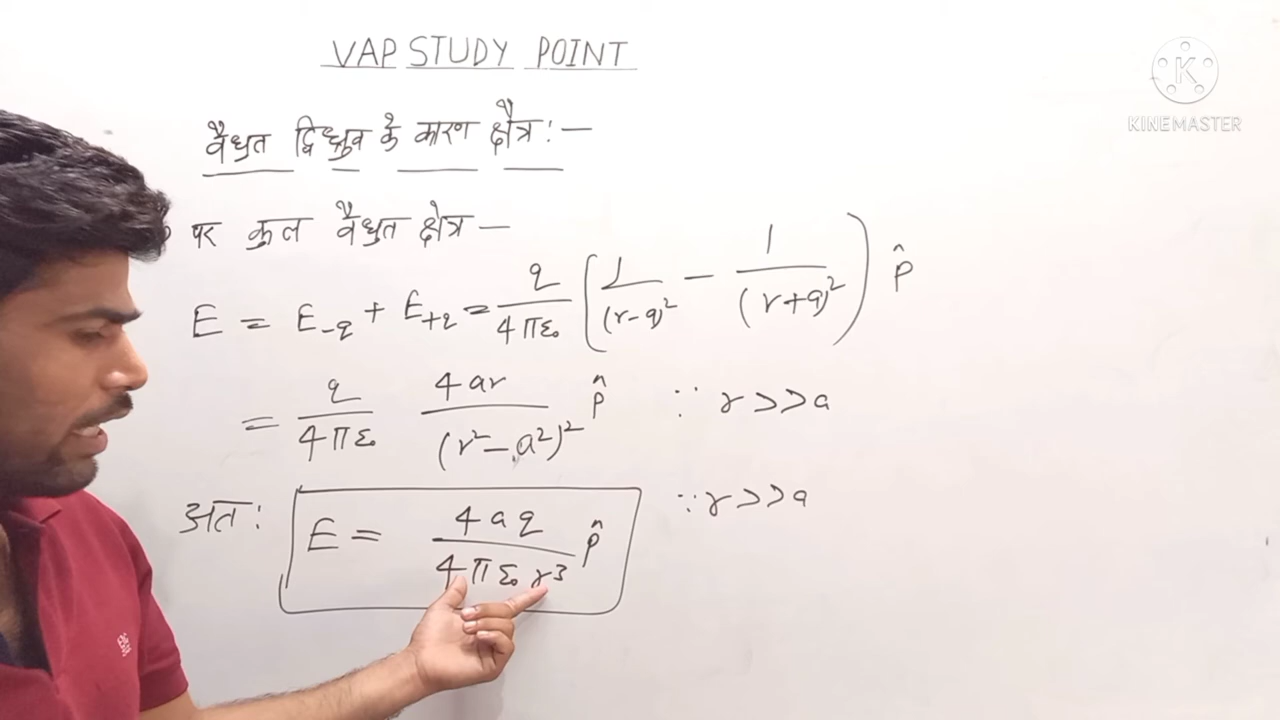 VAP STUDY POINT
KINEMASTER
वैधुत द्विध्रुव के कारण क्षैत्र:—
पर कुल वैधुत क्षेत्र —
E = E₋q + E₊q = q/4πε₀ (1/(r-a)² − 1/(r+a)²) p̂
= q/4πε₀ 4ar/(r²-a²)² p̂ ∵ r>>a
अत: E = 4aq/4πε₀r³ p̂ ∵ r>>a